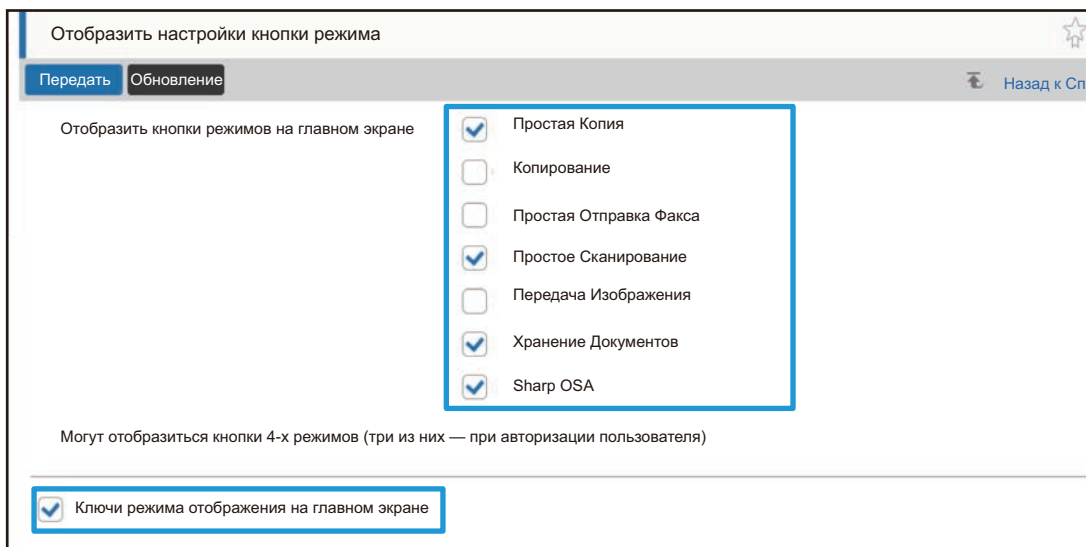 Отобразить настройки кнопки режима
Передать Обновление Назад к Сп
Отобразить кнопки режимов на главном экране
Простая Копия
Копирование
Простая Отправка Факса
Простое Сканирование
Передача Изображения
Хранение Документов
Sharp OSA
Могут отобразиться кнопки 4-х режимов (три из них — при авторизации пользователя)
Ключи режима отображения на главном экране